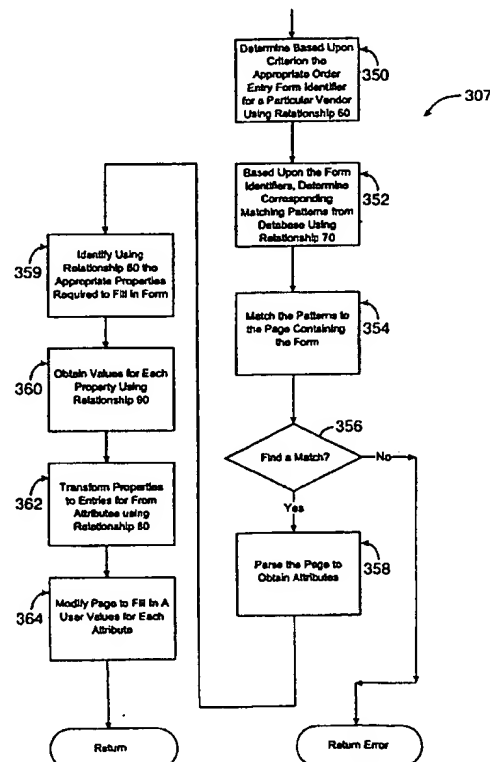 Determine Based Upon
Criterion the
Appropriate Order
Entry Form Identifier
for a Particular Vendor
Using Relationship 60
350
307
Based Upon the Form
Identifiers, Determine
Corresponding
Matching Patterns from
Database Using
Relationship 70
352
Match the Patterns to
the Page Containing
the Form
354
Find a Match?
356
No
Yes
Parse the Page to
Obtain Attributes
358
Identify Using
Relationship 80 the
Appropriate Properties
Required to Fill In Form
359
Obtain Values for Each
Property Using
Relationship 90
360
Transform Properties
to Entries for From
Attributes using
Relationship 80
362
Modify Page to Fill In A
User Values for Each
Attribute
364
Return
Return Error